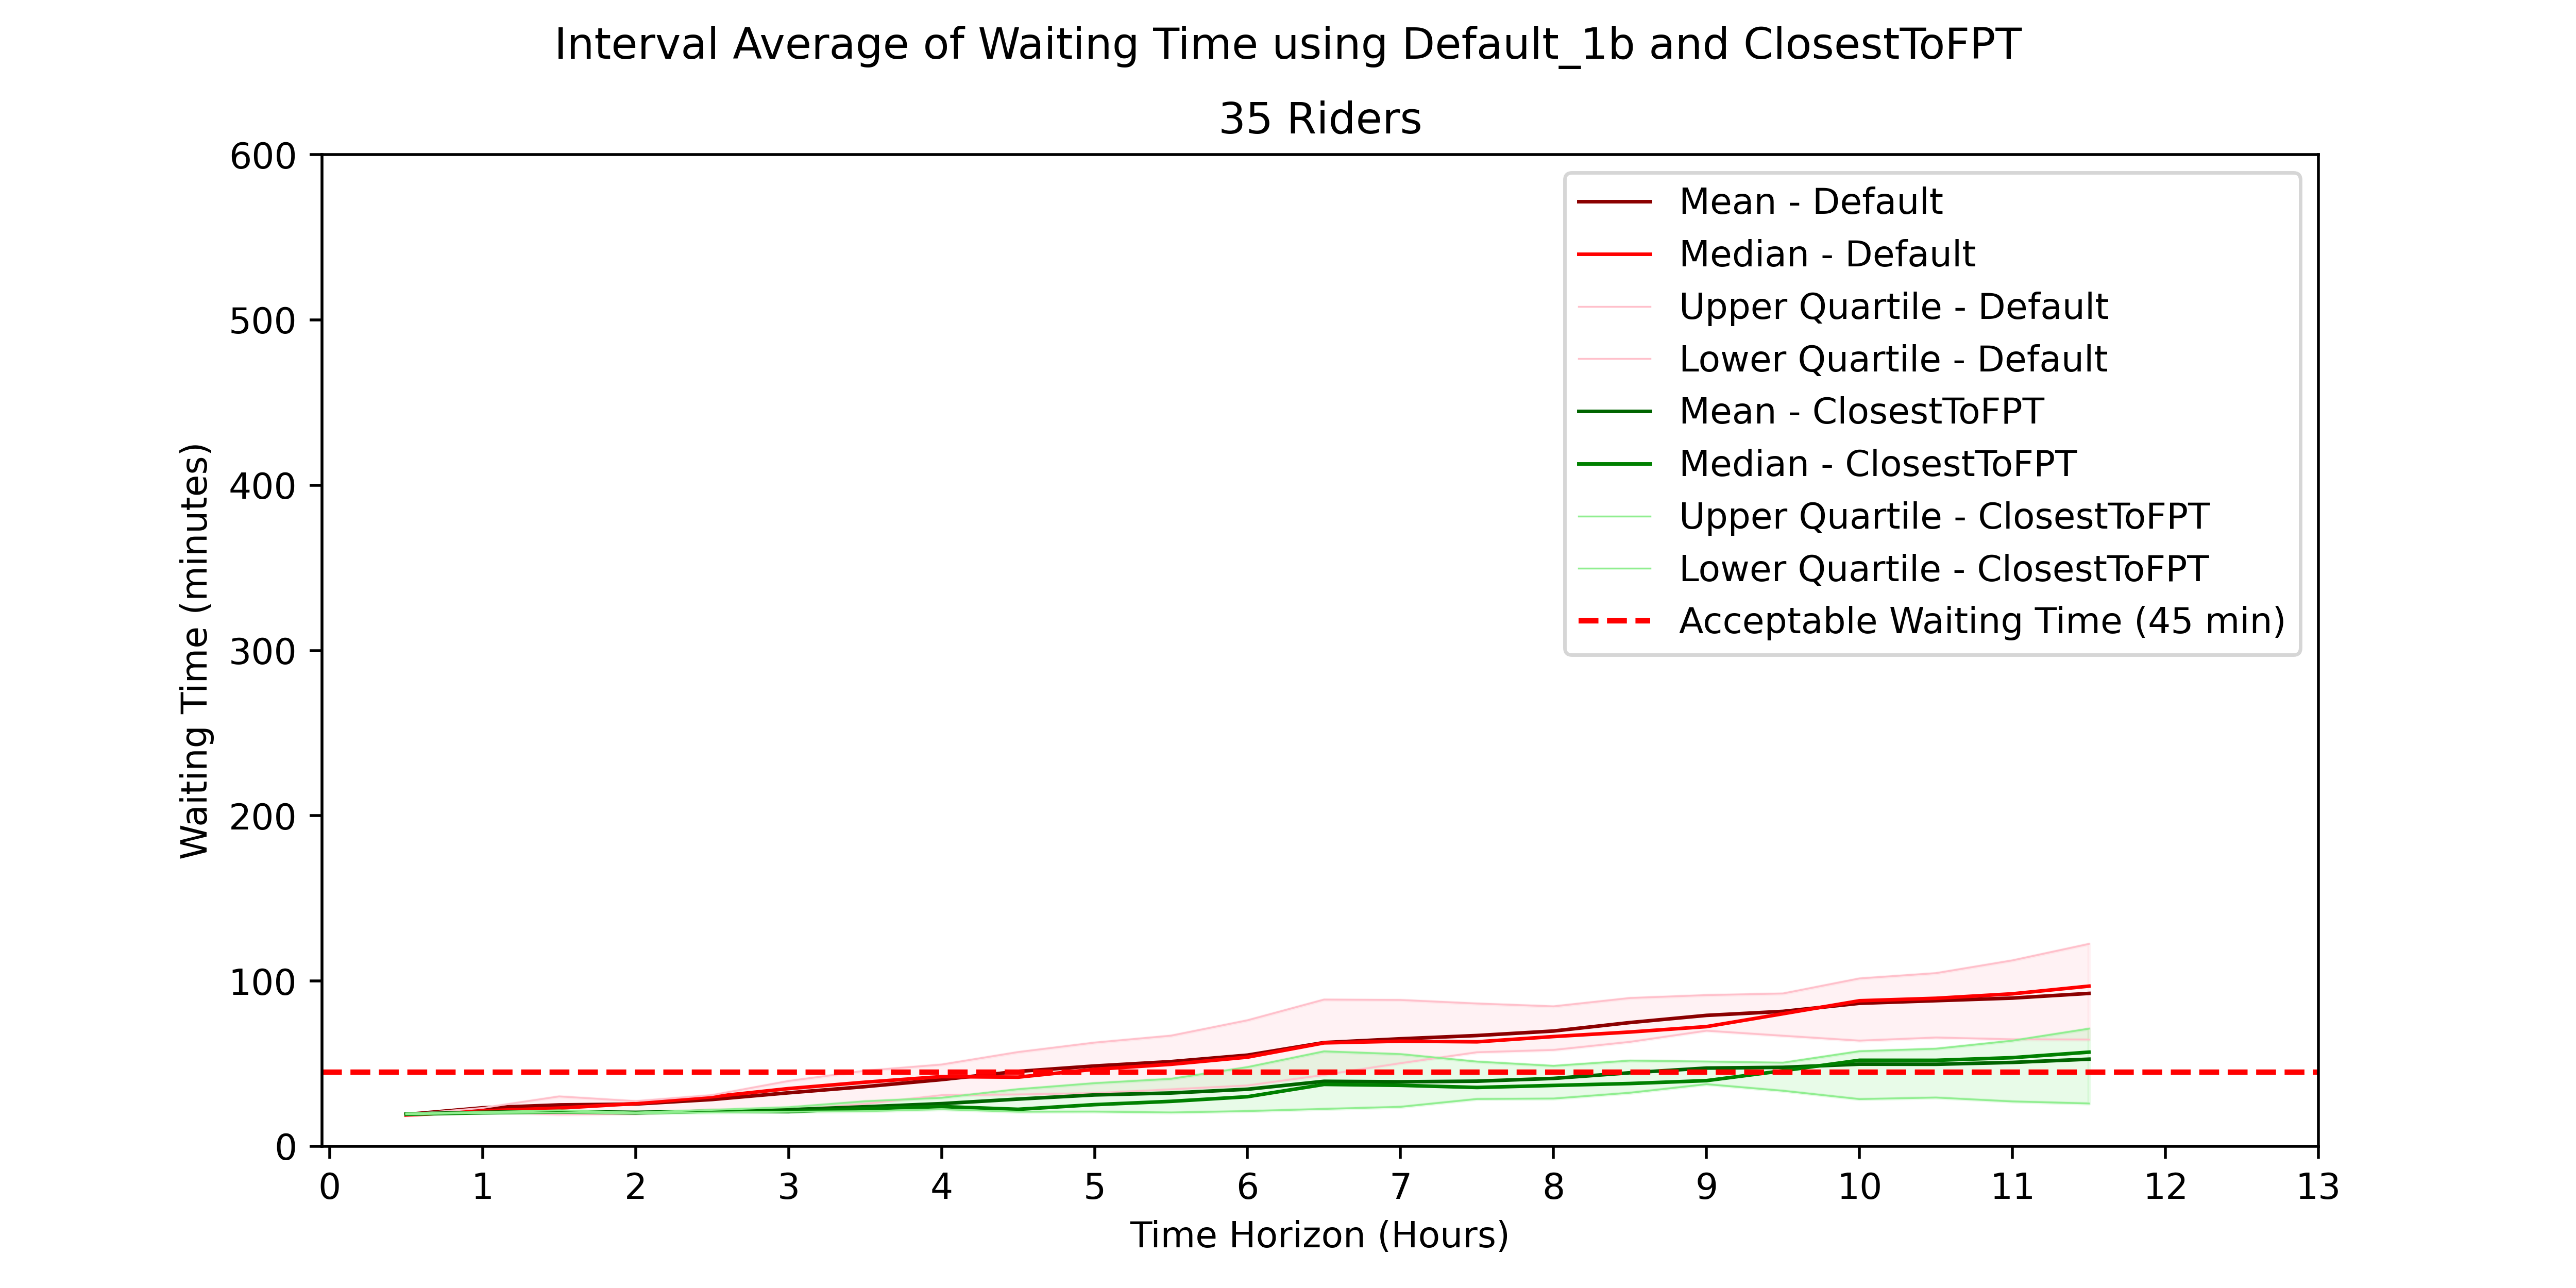 Interval Average of Waiting Time using Default_1b and ClosestToFPT
35 Riders
600
500
400
300
200
100
0
Waiting Time (minutes)
Mean - Default
Median - Default
Upper Quartile - Default
Lower Quartile - Default
Mean - ClosestToFPT
Median - ClosestToFPT
Upper Quartile - ClosestToFPT
Lower Quartile - ClosestToFPT
Acceptable Waiting Time (45 min)
0 1 2 3 4 5 6 7 8 9 10 11 12 13
Time Horizon (Hours)